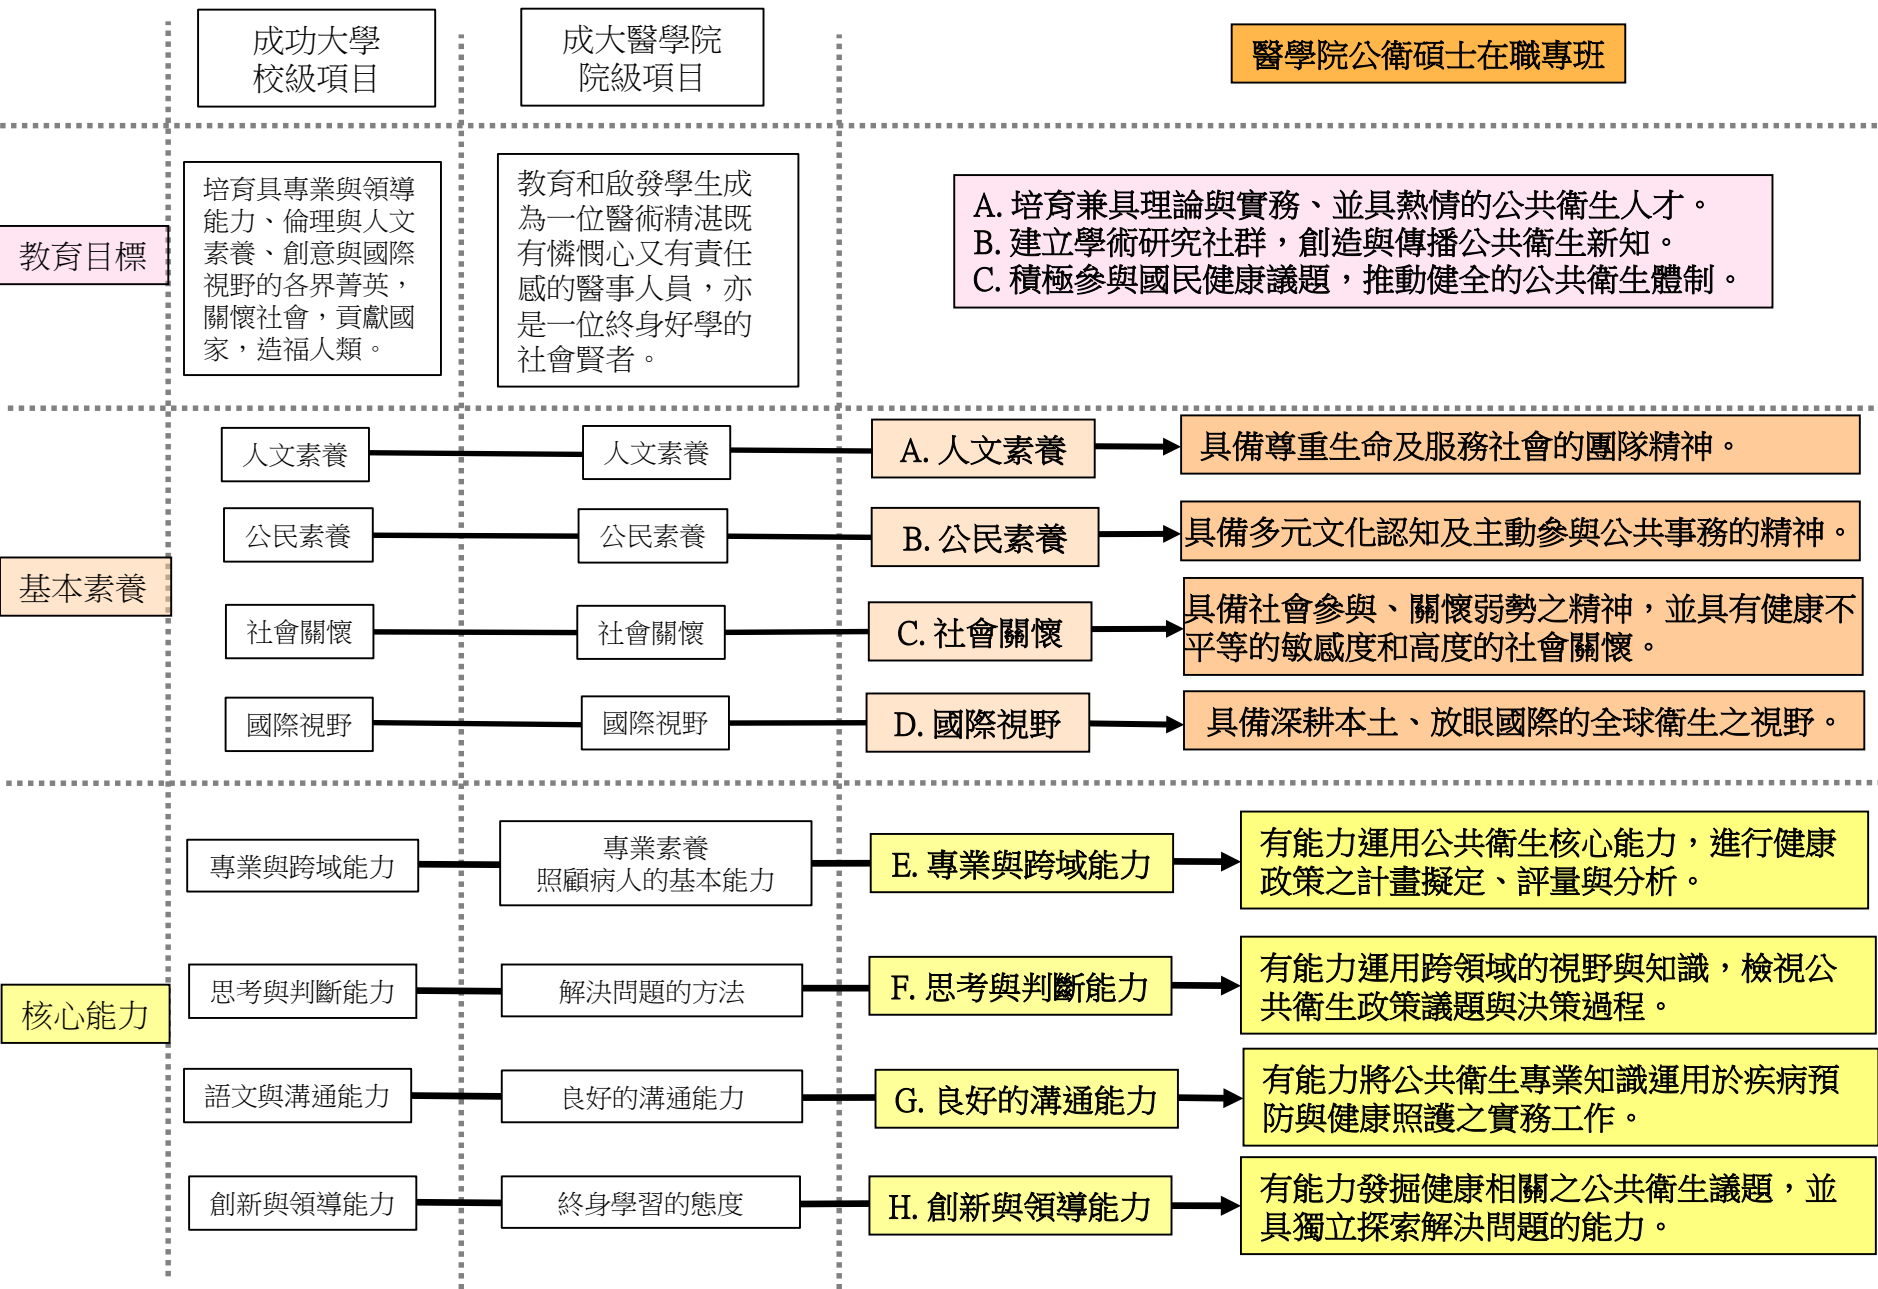 成功大學
校級項目
成大醫學院
院級項目
醫學院公衛碩士在職專班
教育目標
培育具專業與領導
能力、倫理與人文
素養、創意與國際
視野的各界菁英，
關懷社會，貢獻國
家，造福人類。
教育和啟發學生成
為一位醫術精湛既
有憐憫心又有責任
感的醫事人員，亦
是一位終身好學的
社會賢者。
A. 培育兼具理論與實務、並具熱情的公共衛生人才。
B. 建立學術研究社群，創造與傳播公共衛生新知。
C. 積極參與國民健康議題，推動健全的公共衛生體制。
基本素養
人文素養
人文素養
A. 人文素養
具備尊重生命及服務社會的團隊精神。
公民素養
公民素養
B. 公民素養
具備多元文化認知及主動參與公共事務的精神。
社會關懷
社會關懷
C. 社會關懷
具備社會參與、關懷弱勢之精神，並具有健康不
平等的敏感度和高度的社會關懷。
國際視野
國際視野
D. 國際視野
具備深耕本土、放眼國際的全球衛生之視野。
核心能力
專業與跨域能力
專業素養
照顧病人的基本能力
E. 專業與跨域能力
有能力運用公共衛生核心能力，進行健康
政策之計畫擬定、評量與分析。
思考與判斷能力
解決問題的方法
F. 思考與判斷能力
有能力運用跨領域的視野與知識，檢視公
共衛生政策議題與決策過程。
語文與溝通能力
良好的溝通能力
G. 良好的溝通能力
有能力將公共衛生專業知識運用於疾病預
防與健康照護之實務工作。
創新與領導能力
終身學習的態度
H. 創新與領導能力
有能力發掘健康相關之公共衛生議題，並
具獨立探索解決問題的能力。